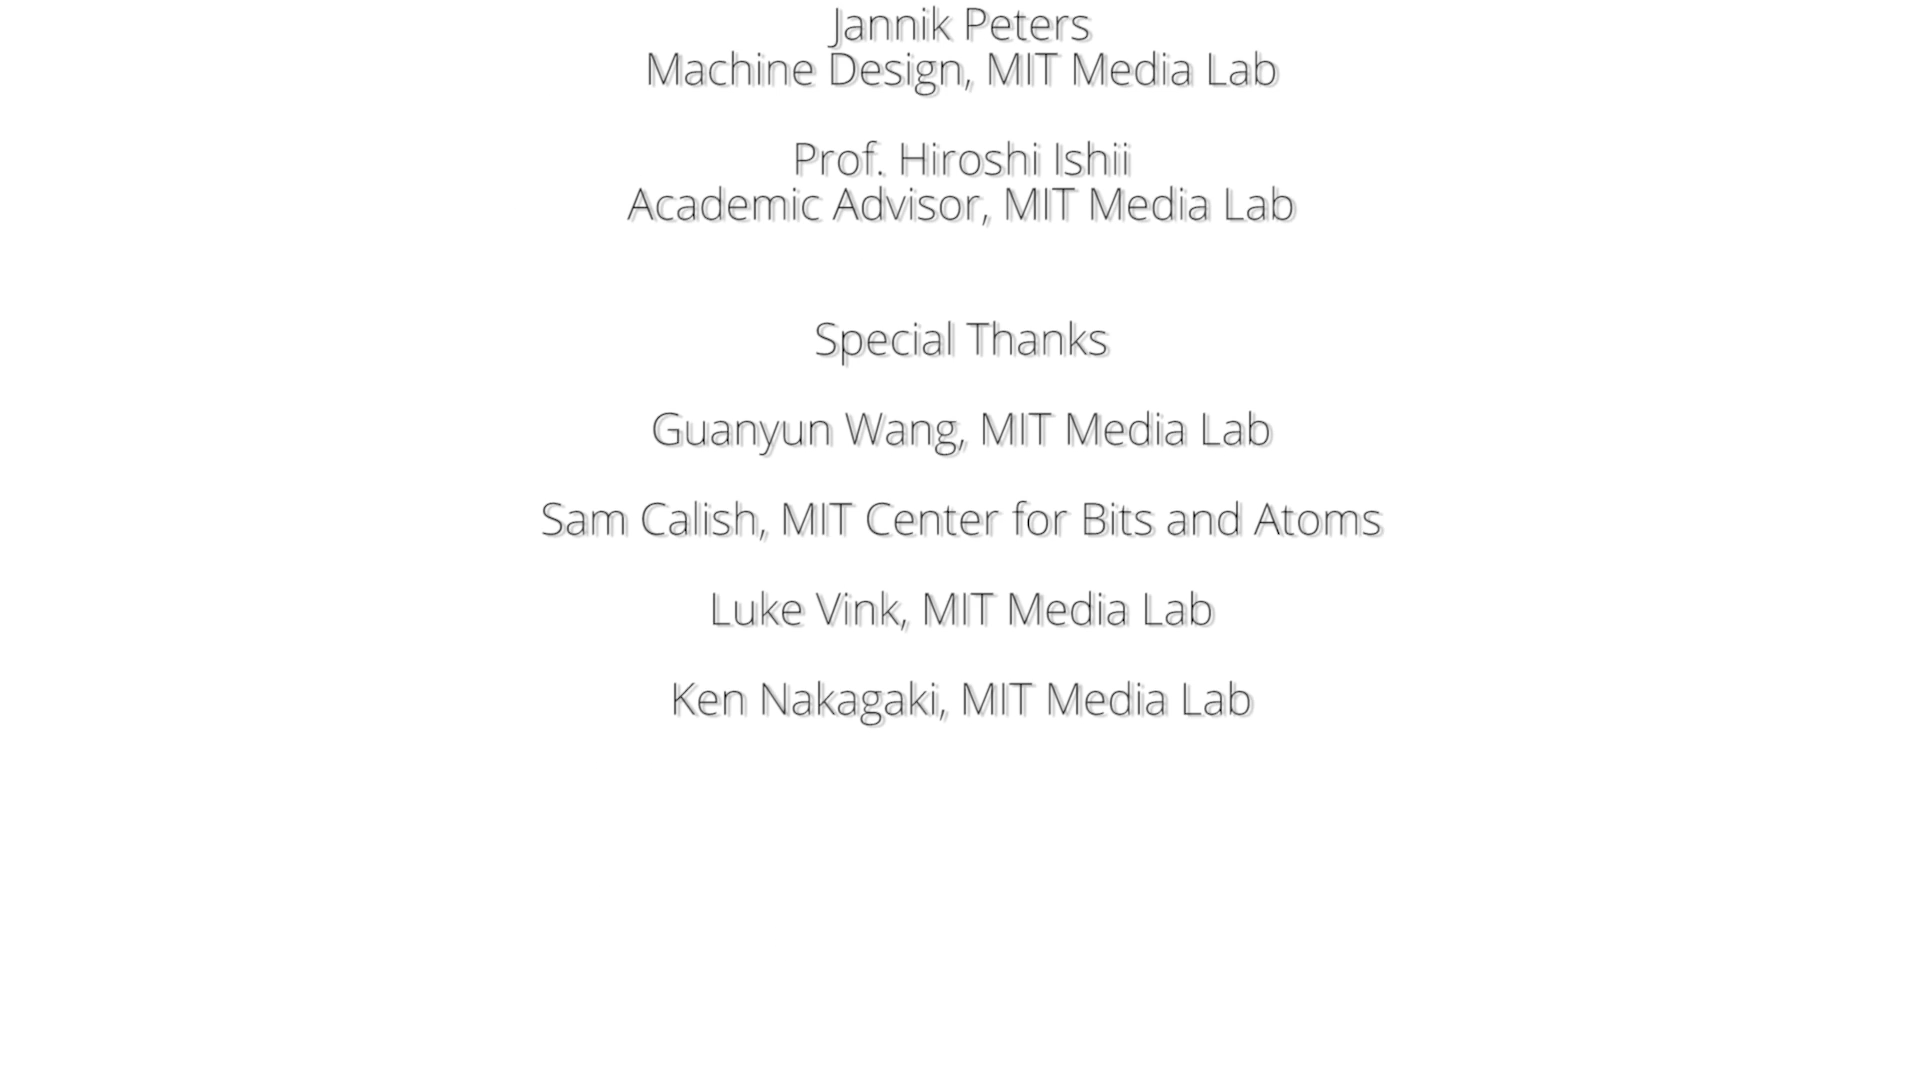 Jannik Peters
Machine Design, MIT Media Lab
Prof. Hiroshi Ishii
Academic Advisor, MIT Media Lab
Special Thanks
Guanyun Wang, MIT Media Lab
Sam Calish, MIT Center for Bits and Atoms
Luke Vink, MIT Media Lab
Ken Nakagaki, MIT Media Lab